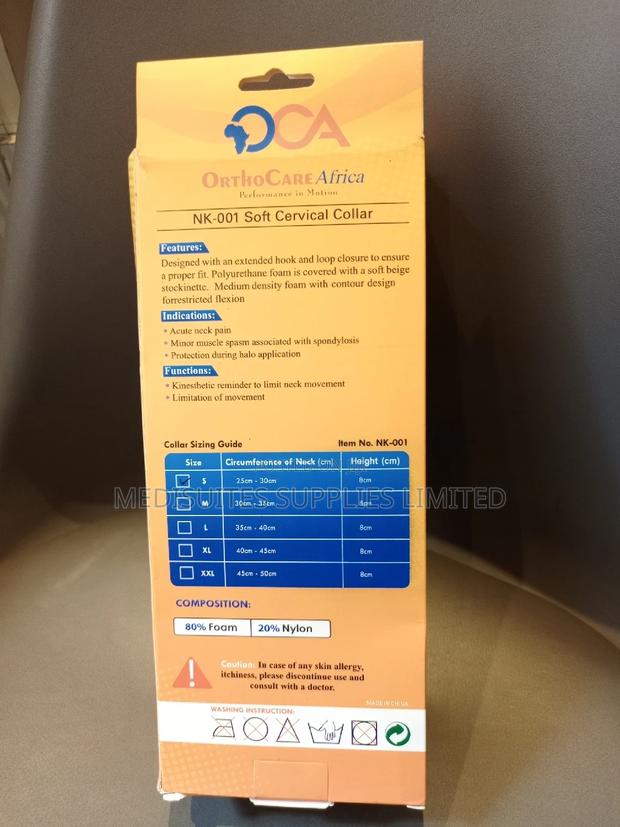 OCA
ORTHOCARE Africa
Performance in Motion
NK-001 Soft Cervical Collar
Features:
Designed with an extended hook and loop closure to ensure
a proper fit. Polyurethane foam is covered with a soft beige
stockinette. Medium density foam with contour design
forrestricted flexion
Indications:
• Acute neck pain
• Minor muscle spasm associated with spondylosis
• Protection during halo application
Functions:
• Kinesthetic reminder to limit neck movement
• Limitation of movement
Collar Sizing Guide Item No. NK-001
Size Circumference of Neck (cm) Height (cm)
S 25cm - 30cm 8cm
M 30cm - 35cm 8cm
MEDISUITES SUPPLIES LIMITED
L 35cm - 40cm 8cm
XL 40cm - 45cm 8cm
XXL 45cm - 50cm 8cm
COMPOSITION:
80% Foam 20% Nylon
Caution: In case of any skin allergy,
itchiness, please discontinue use and
consult with a doctor.
MADE IN CHINA
WASHING INSTRUCTION: